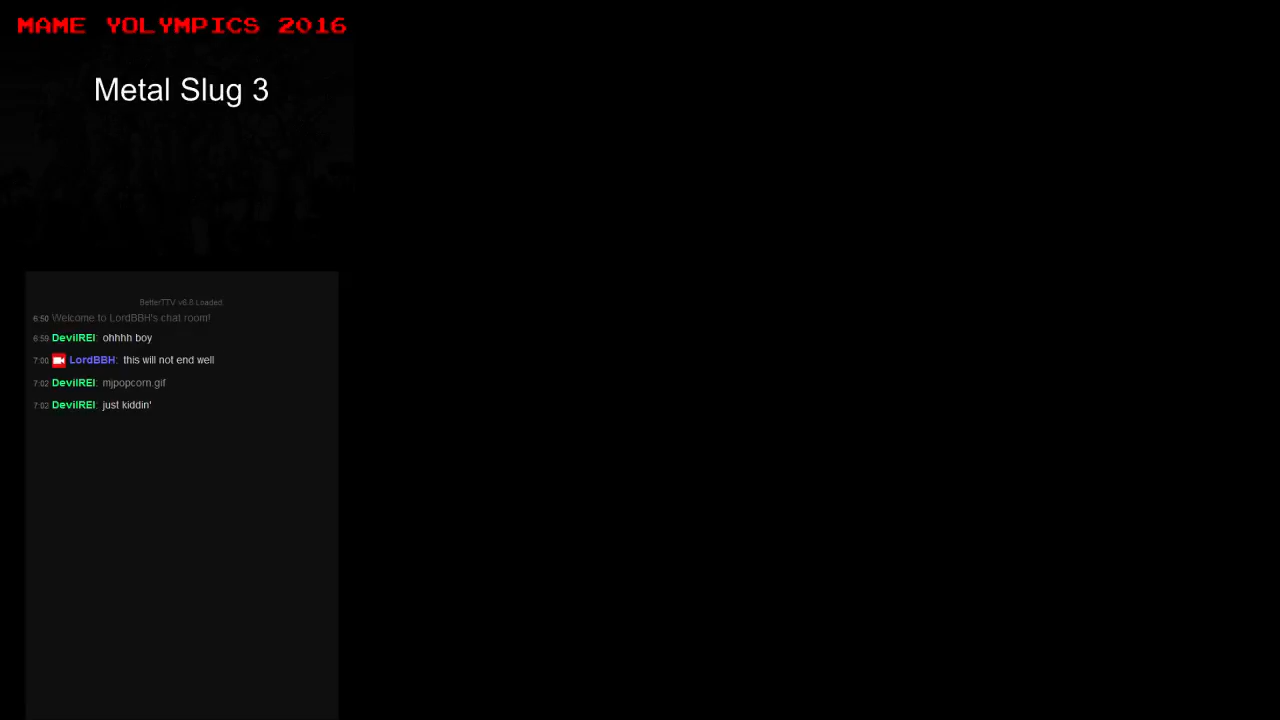 MAME YOLYMPICS 2016
Metal Slug 3
BetterTTV v6.8 Loaded.
6:50 Welcome to LordBBH's chat room!
6:59 DevilREI: ohhhh boy
7:00 LordBBH: this will not end well
7:02 DevilREI: mjpopcorn.gif
7:02 DevilREI: just kiddin'